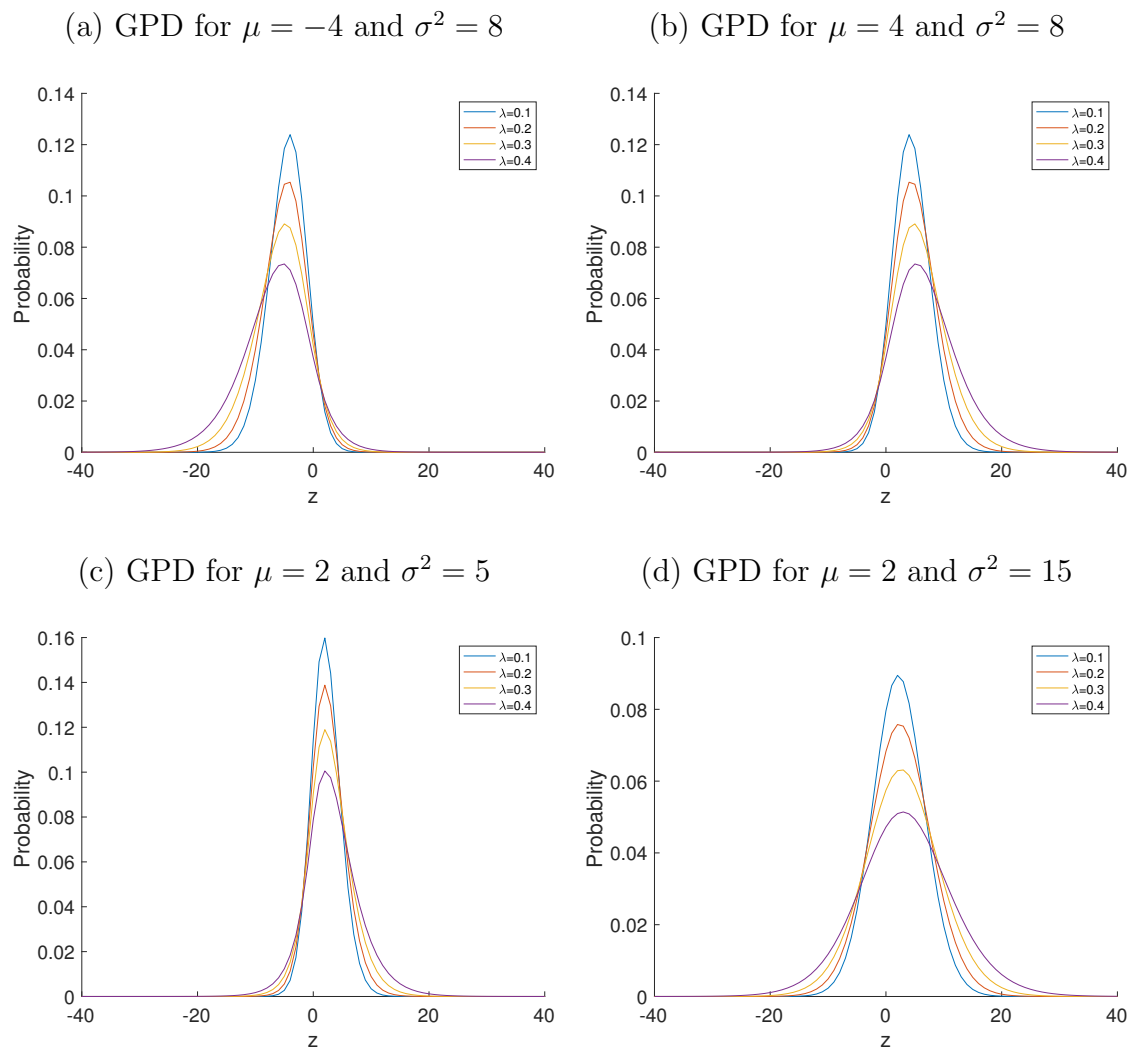 (a) GPD for μ = −4 and σ² = 8
0.14
0.12
0.1
0.08
0.06
0.04
0.02
0
Probability
-40
-20
0
20
40
z
λ=0.1
λ=0.2
λ=0.3
λ=0.4
(b) GPD for μ = 4 and σ² = 8
0.14
0.12
0.1
0.08
0.06
0.04
0.02
0
Probability
-40
-20
0
20
40
z
λ=0.1
λ=0.2
λ=0.3
λ=0.4
(c) GPD for μ = 2 and σ² = 5
0.16
0.14
0.12
0.1
0.08
0.06
0.04
0.02
0
Probability
-40
-20
0
20
40
z
λ=0.1
λ=0.2
λ=0.3
λ=0.4
(d) GPD for μ = 2 and σ² = 15
0.1
0.08
0.06
0.04
0.02
0
Probability
-40
-20
0
20
40
z
λ=0.1
λ=0.2
λ=0.3
λ=0.4